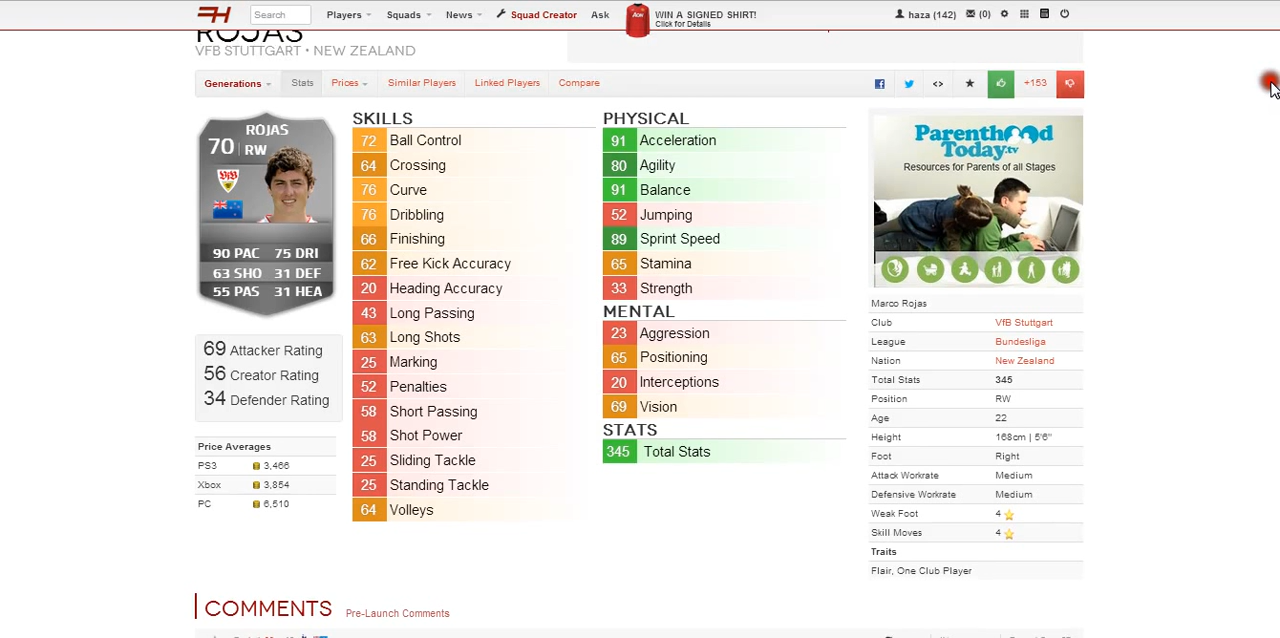 Search
Players
Squads
News
Squad Creator
Ask
WIN A SIGNED SHIRT!
Click for Details
haza (142)
(0)
ROJAS
VFB STUTTGART • NEW ZEALAND
Generations
Stats
Prices
Similar Players
Linked Players
Compare
+153
ROJAS
70 RW
90 PAC 75 DRI
63 SHO 31 DEF
55 PAS 31 HEA
69 Attacker Rating
56 Creator Rating
34 Defender Rating
Price Averages
PS3 3,466
Xbox 3,854
PC 6,510
SKILLS
72 Ball Control
64 Crossing
76 Curve
76 Dribbling
66 Finishing
62 Free Kick Accuracy
20 Heading Accuracy
43 Long Passing
63 Long Shots
25 Marking
52 Penalties
58 Short Passing
58 Shot Power
25 Sliding Tackle
25 Standing Tackle
64 Volleys
PHYSICAL
91 Acceleration
80 Agility
91 Balance
52 Jumping
89 Sprint Speed
65 Stamina
33 Strength
MENTAL
23 Aggression
65 Positioning
20 Interceptions
69 Vision
STATS
345 Total Stats
Parenthood
Today.tv
Resources for Parents of all Stages
Marco Rojas
Club VfB Stuttgart
League Bundesliga
Nation New Zealand
Total Stats 345
Position RW
Age 22
Height 168cm | 5'6"
Foot Right
Attack Workrate Medium
Defensive Workrate Medium
Weak Foot 4
Skill Moves 4
Traits
Flair, One Club Player
COMMENTS Pre-Launch Comments